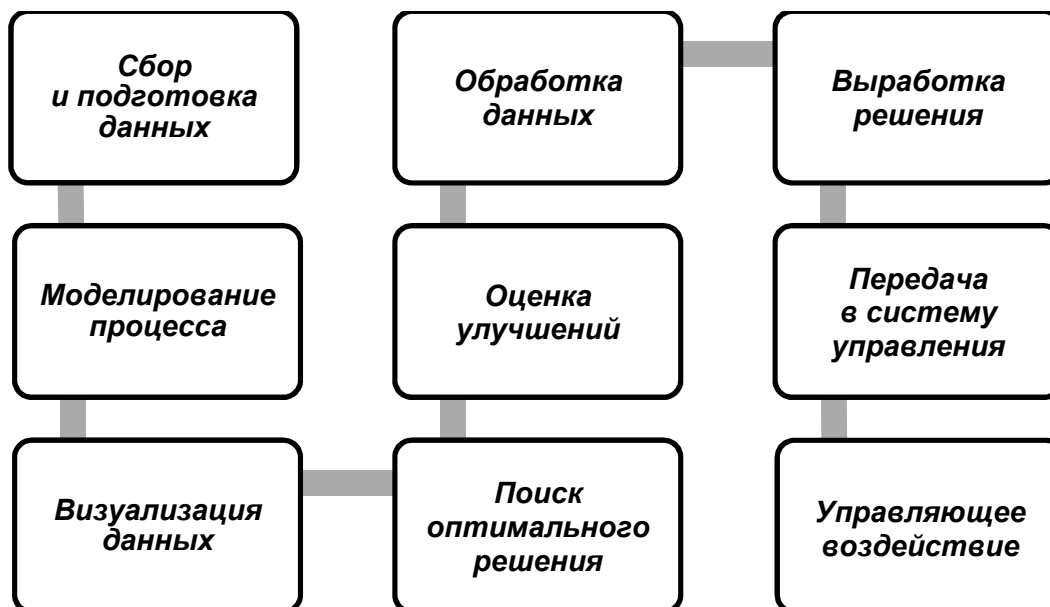 Сбор
и подготовка
данных
Моделирование
процесса
Визуализация
данных
Поиск
оптимального
решения
Оценка
улучшений
Обработка
данных
Выработка
решения
Передача
в систему
управления
Управляющее
воздействие